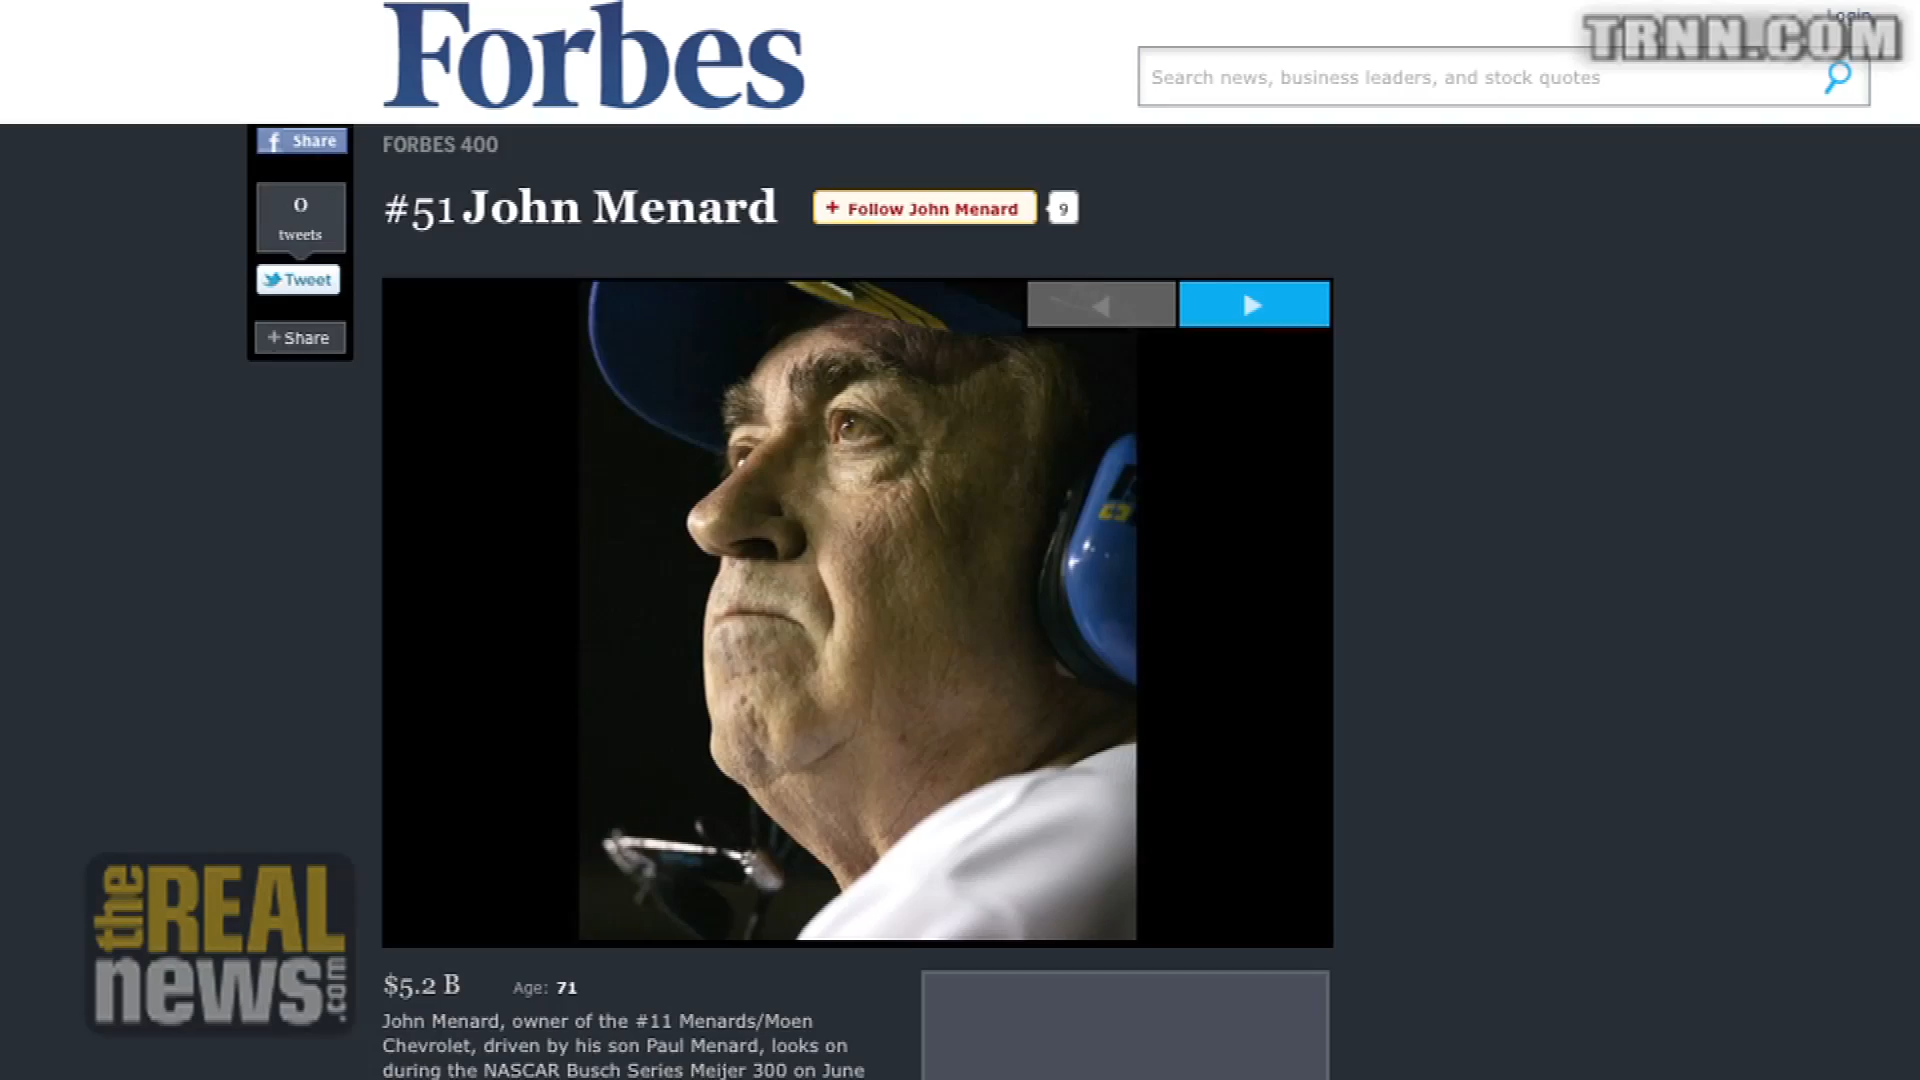 Forbes
Login
TRNN.COM
Search news, business leaders, and stock quotes
f Share
FORBES 400
0
tweets
#51 John Menard
+ Follow John Menard
9
Tweet
+ Share
the REAL
news.com
$5.2 B Age: 71
John Menard, owner of the #11 Menards/Moen
Chevrolet, driven by his son Paul Menard, looks on
during the NASCAR Busch Series Meijer 300 on June